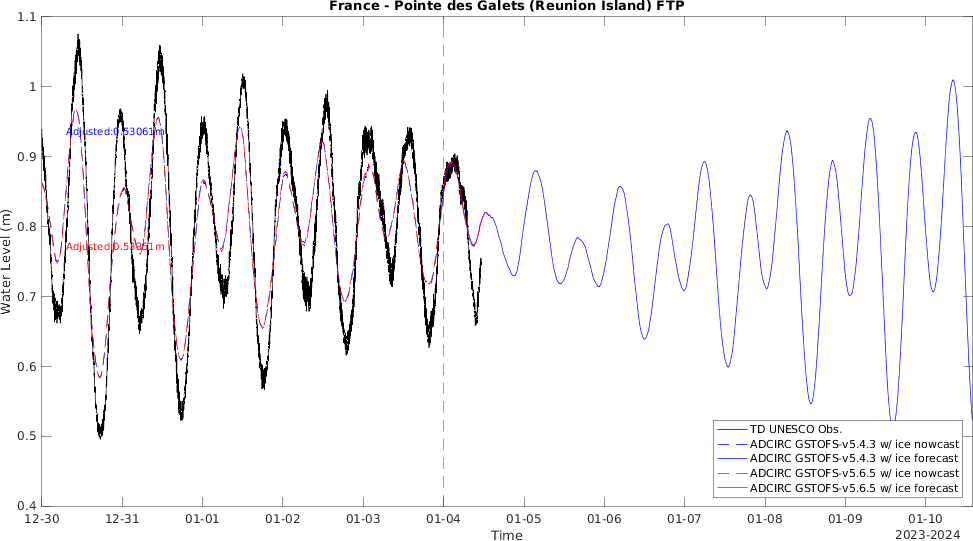 France - Pointe des Galets (Reunion Island) FTP
Water Level (m)
1.1
1
0.9
0.8
0.7
0.6
0.5
0.4
Adjusted:0.53061m
TD UNESCO Obs.
ADCIRC GSTOFS-v5.4.3 w/ ice nowcast
ADCIRC GSTOFS-v5.4.3 w/ ice forecast
ADCIRC GSTOFS-v5.6.5 w/ ice nowcast
ADCIRC GSTOFS-v5.6.5 w/ ice forecast
12-30 12-31 01-01 01-02 01-03 01-04 01-05 01-06 01-07 01-08 01-09 01-10
Time
2023-2024